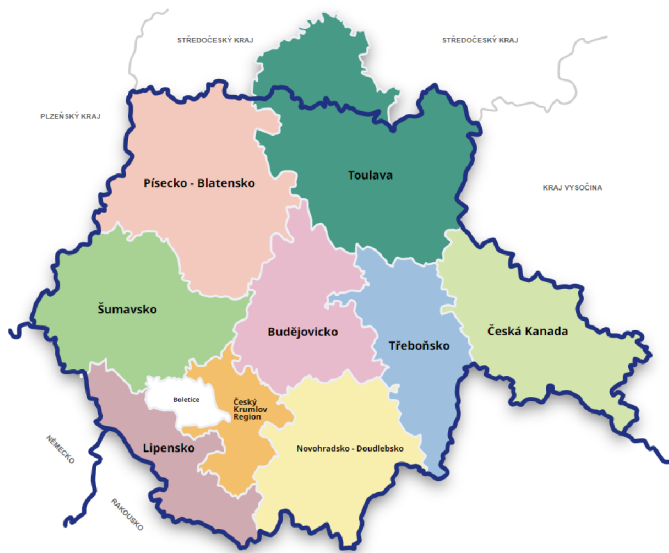 STŘEDOČESKÝ KRAJ
STŘEDOČESKÝ KRAJ
PLZEŇSKÝ KRAJ
Toulava
Písecko - Blatensko
KRAJ VYSOČINA
Šumavsko
Budějovicko
Třeboňsko
Česká Kanada
Boletice
Český
Krumlov
Region
Lipensko
Novohradsko - Doudlebsko
NĚMECKO
RAKOUSKO